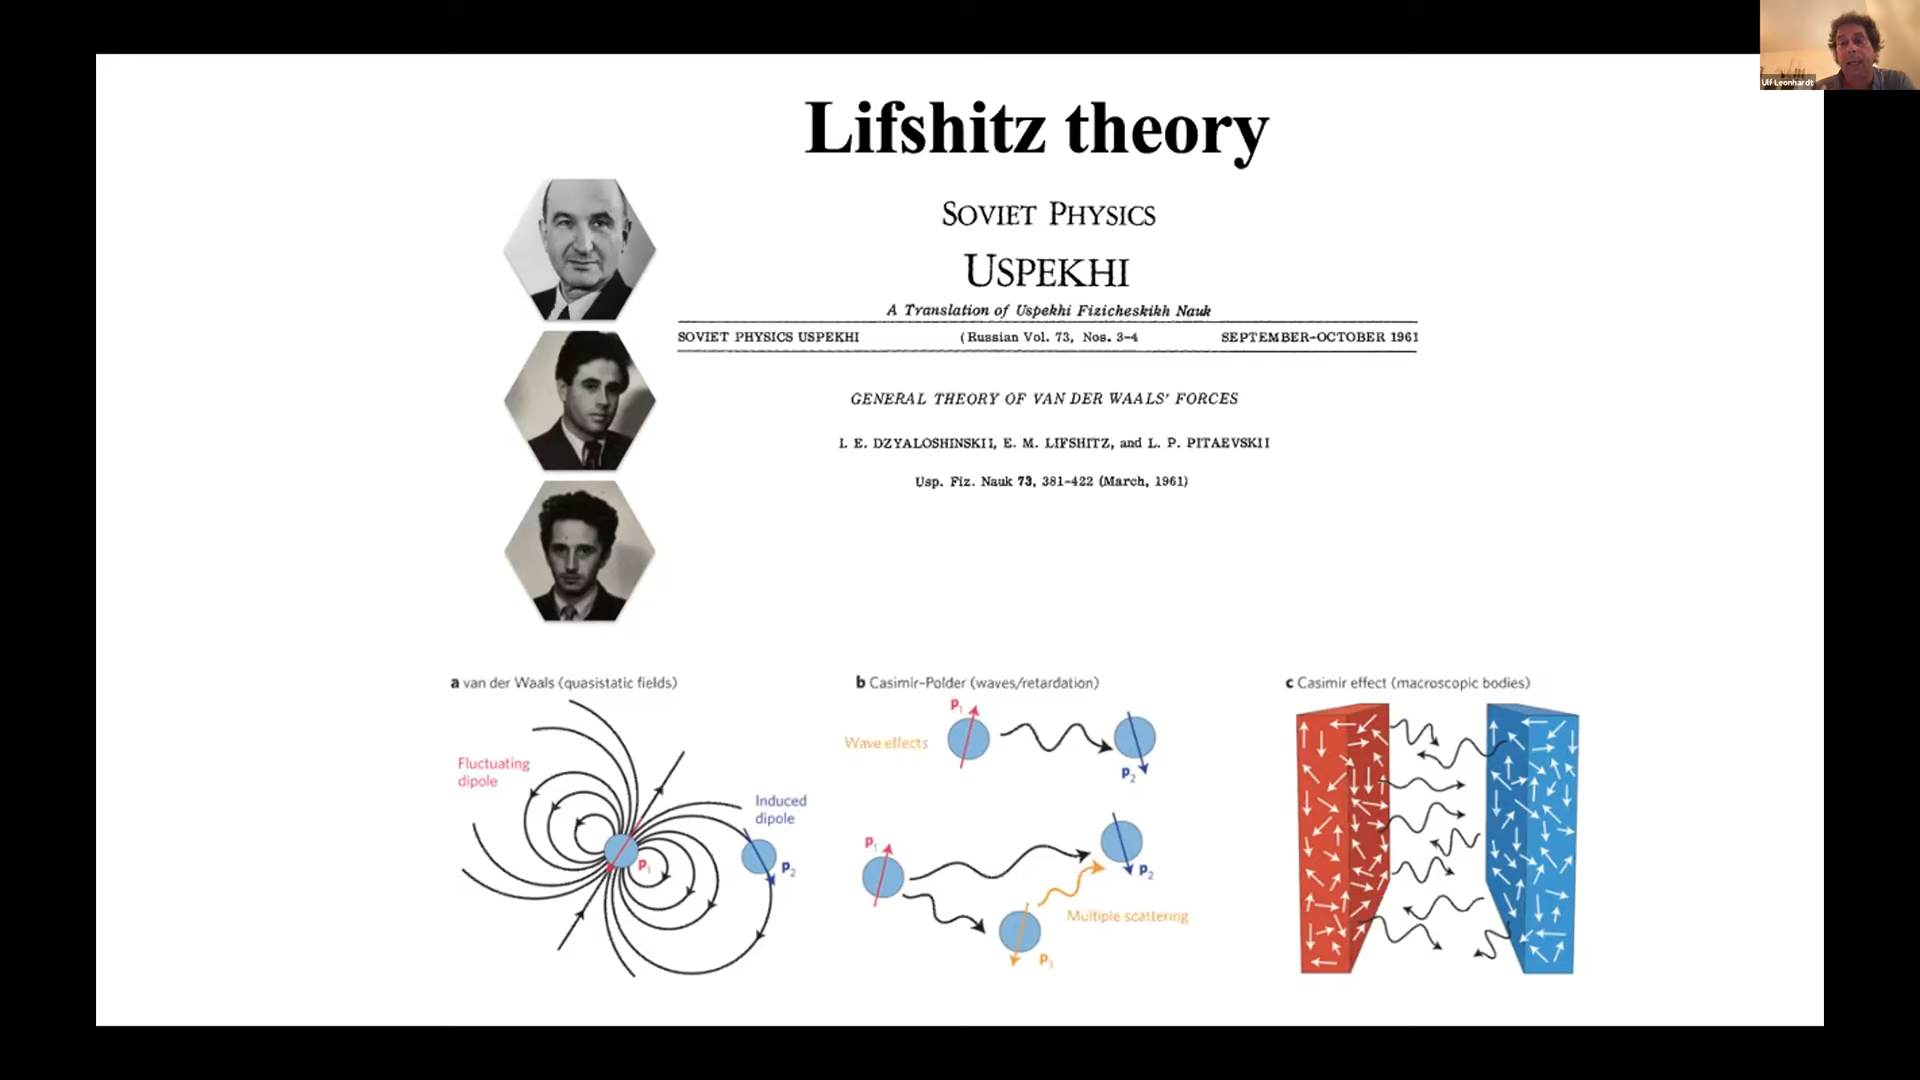 Ulf Leonhardt
Lifshitz theory
SOVIET PHYSICS
USPEKHI
A Translation of Uspekhi Fizicheskikh Nauk
SOVIET PHYSICS USPEKHI (Russian Vol. 73, Nos. 3-4 SEPTEMBER-OCTOBER 1961
GENERAL THEORY OF VAN DER WAALS' FORCES
I. E. DZYALOSHINSKII, E. M. LIFSHITZ, and L. P. PITAEVSKII
Usp. Fiz. Nauk 73, 381-422 (March, 1961)
a van der Waals (quasistatic fields)
Fluctuating
dipole
Induced
dipole
P1
P2
b Casimir–Polder (waves/retardation)
P1
Wave effects
P2
P1
P2
Multiple scattering
P3
c Casimir effect (macroscopic bodies)